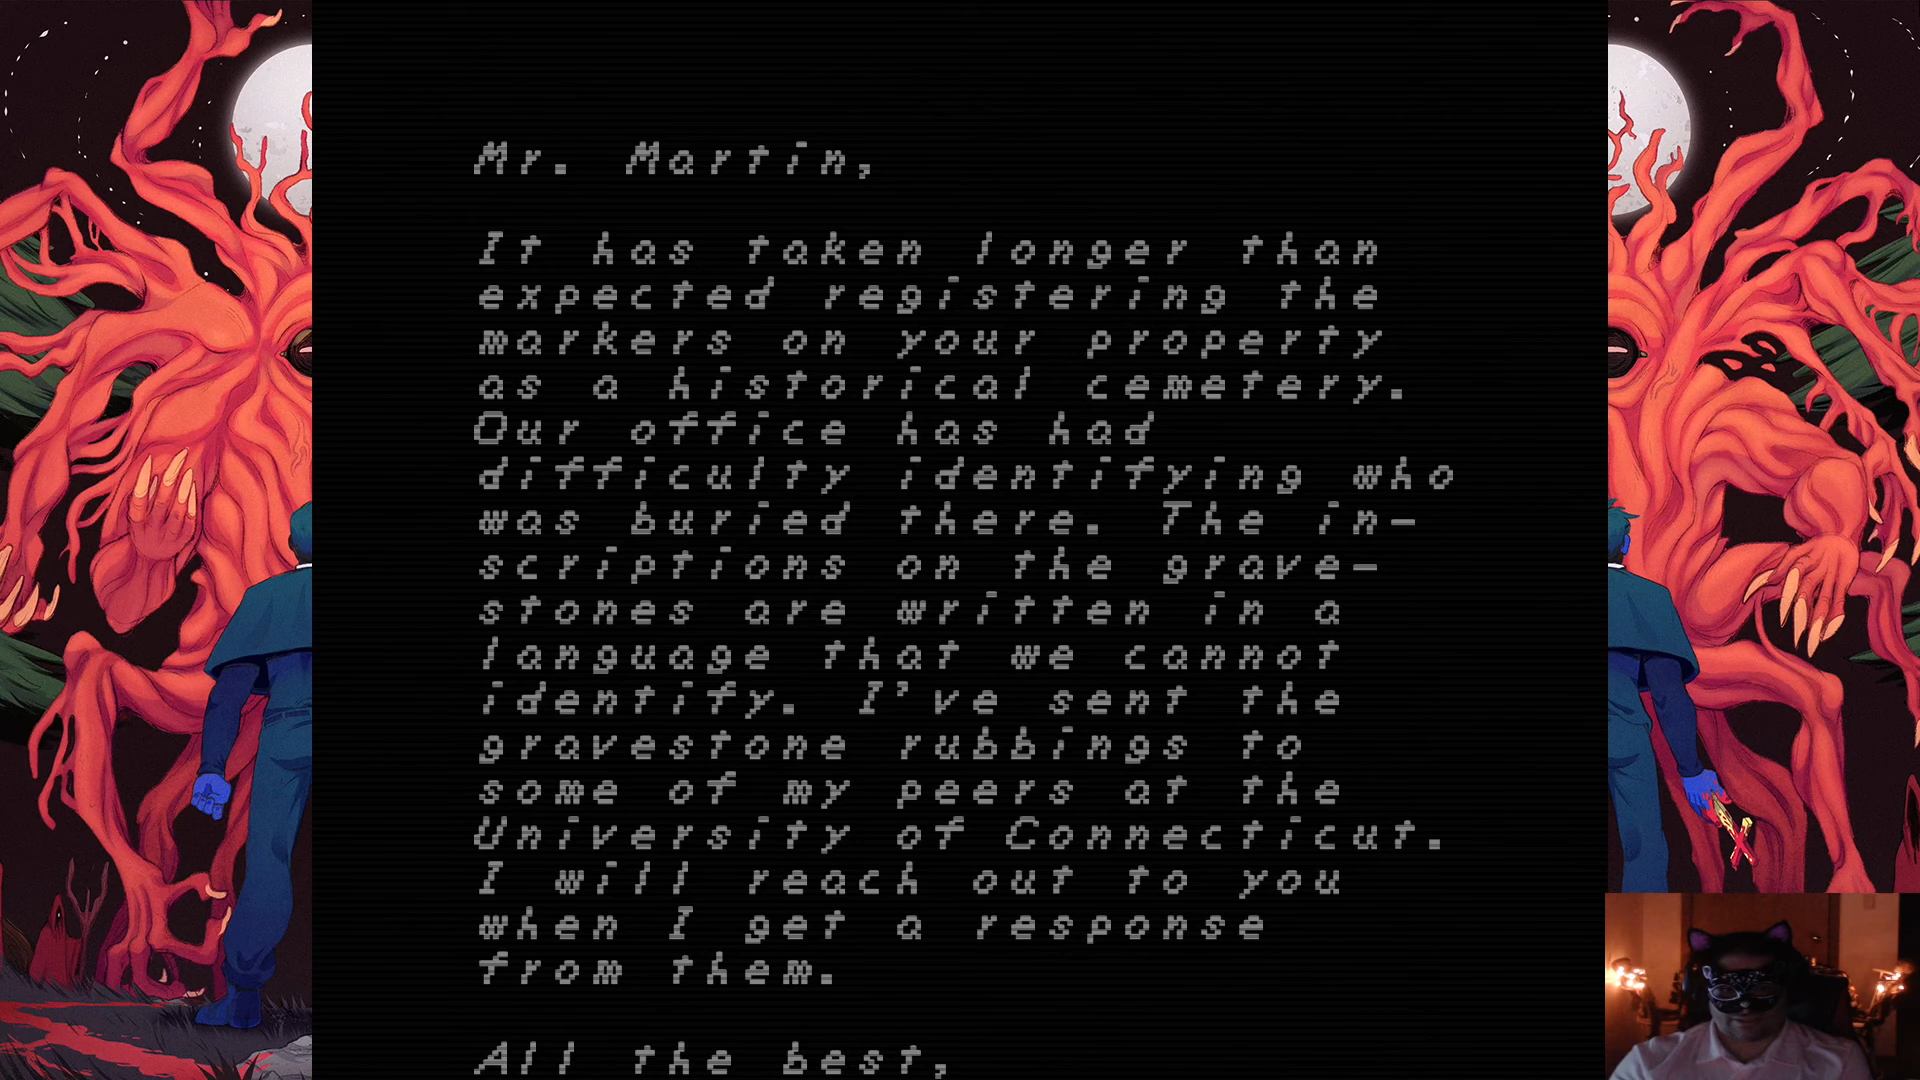 Mr. Martin,
It has taken longer than
expected registering the
markers on your property
as a historical cemetery.
Our office has had
difficulty identifying who
was buried there. The in-
scriptions on the grave-
stones are written in a
language that we cannot
identify. I've sent the
gravestone rubbings to
some of my peers at the
University of Connecticut.
I will reach out to you
when I get a response
from them.
All the best,